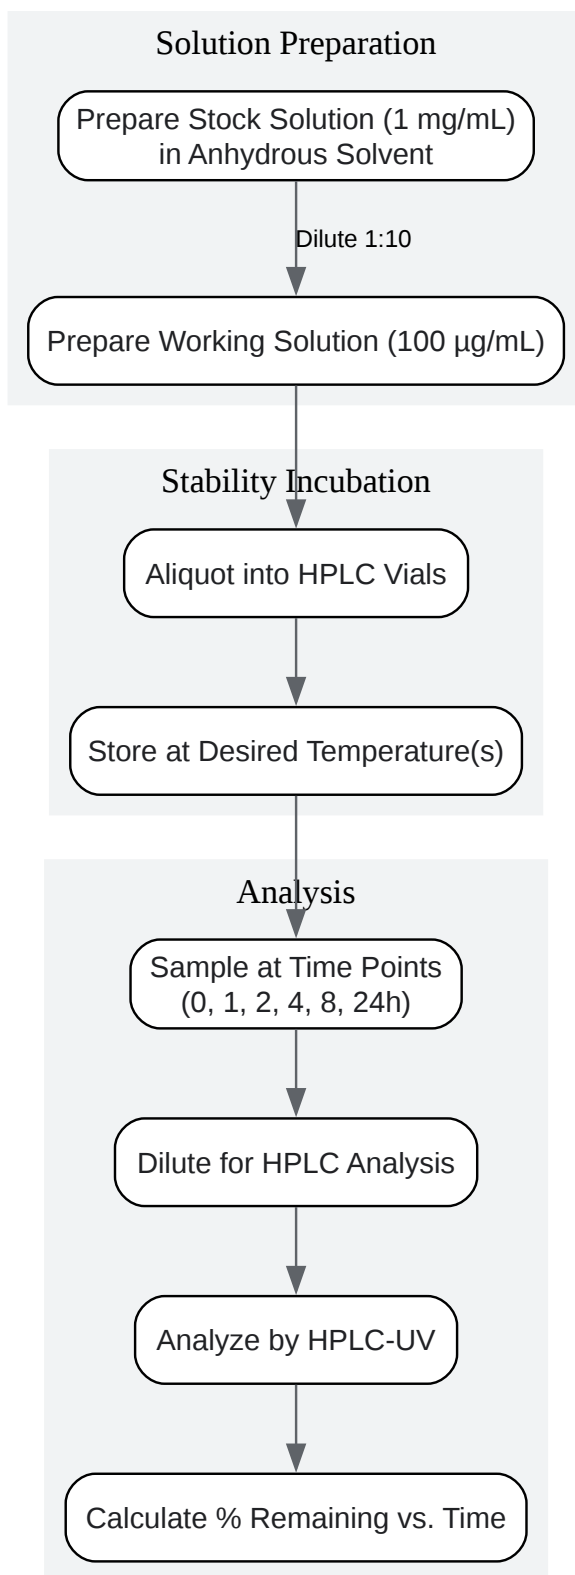 Solution Preparation
Prepare Stock Solution (1 mg/mL)
in Anhydrous Solvent
Dilute 1:10
Prepare Working Solution (100 µg/mL)
Stability Incubation
Aliquot into HPLC Vials
Store at Desired Temperature(s)
Analysis
Sample at Time Points
(0, 1, 2, 4, 8, 24h)
Dilute for HPLC Analysis
Analyze by HPLC-UV
Calculate % Remaining vs. Time